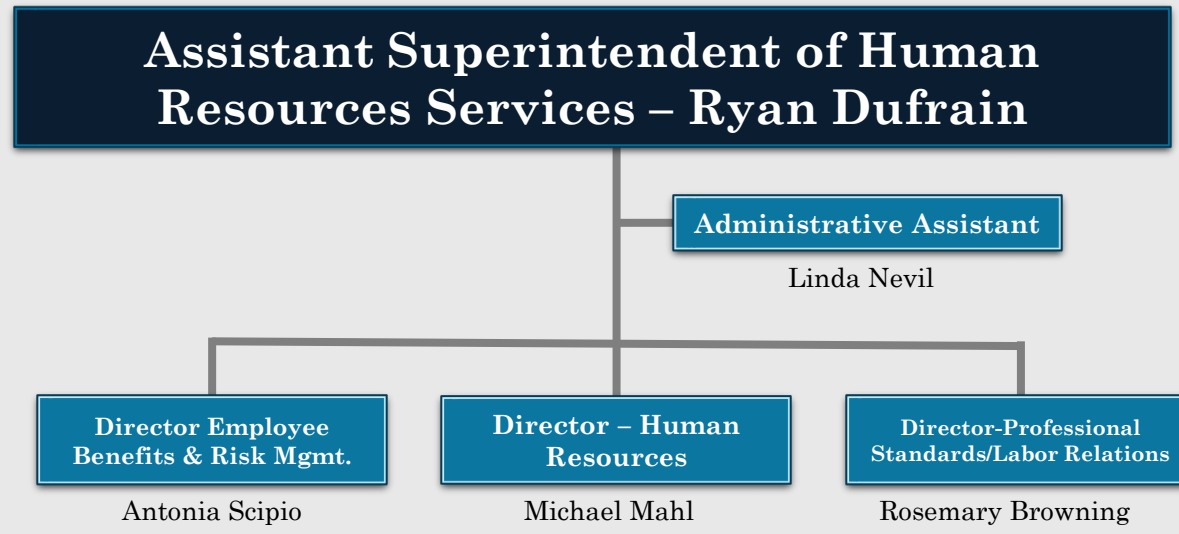 Assistant Superintendent of Human
Resources Services – Ryan Dufrain
Administrative Assistant
Linda Nevil
Director Employee
Benefits & Risk Mgmt.
Antonia Scipio
Director – Human
Resources
Michael Mahl
Director-Professional
Standards/Labor Relations
Rosemary Browning